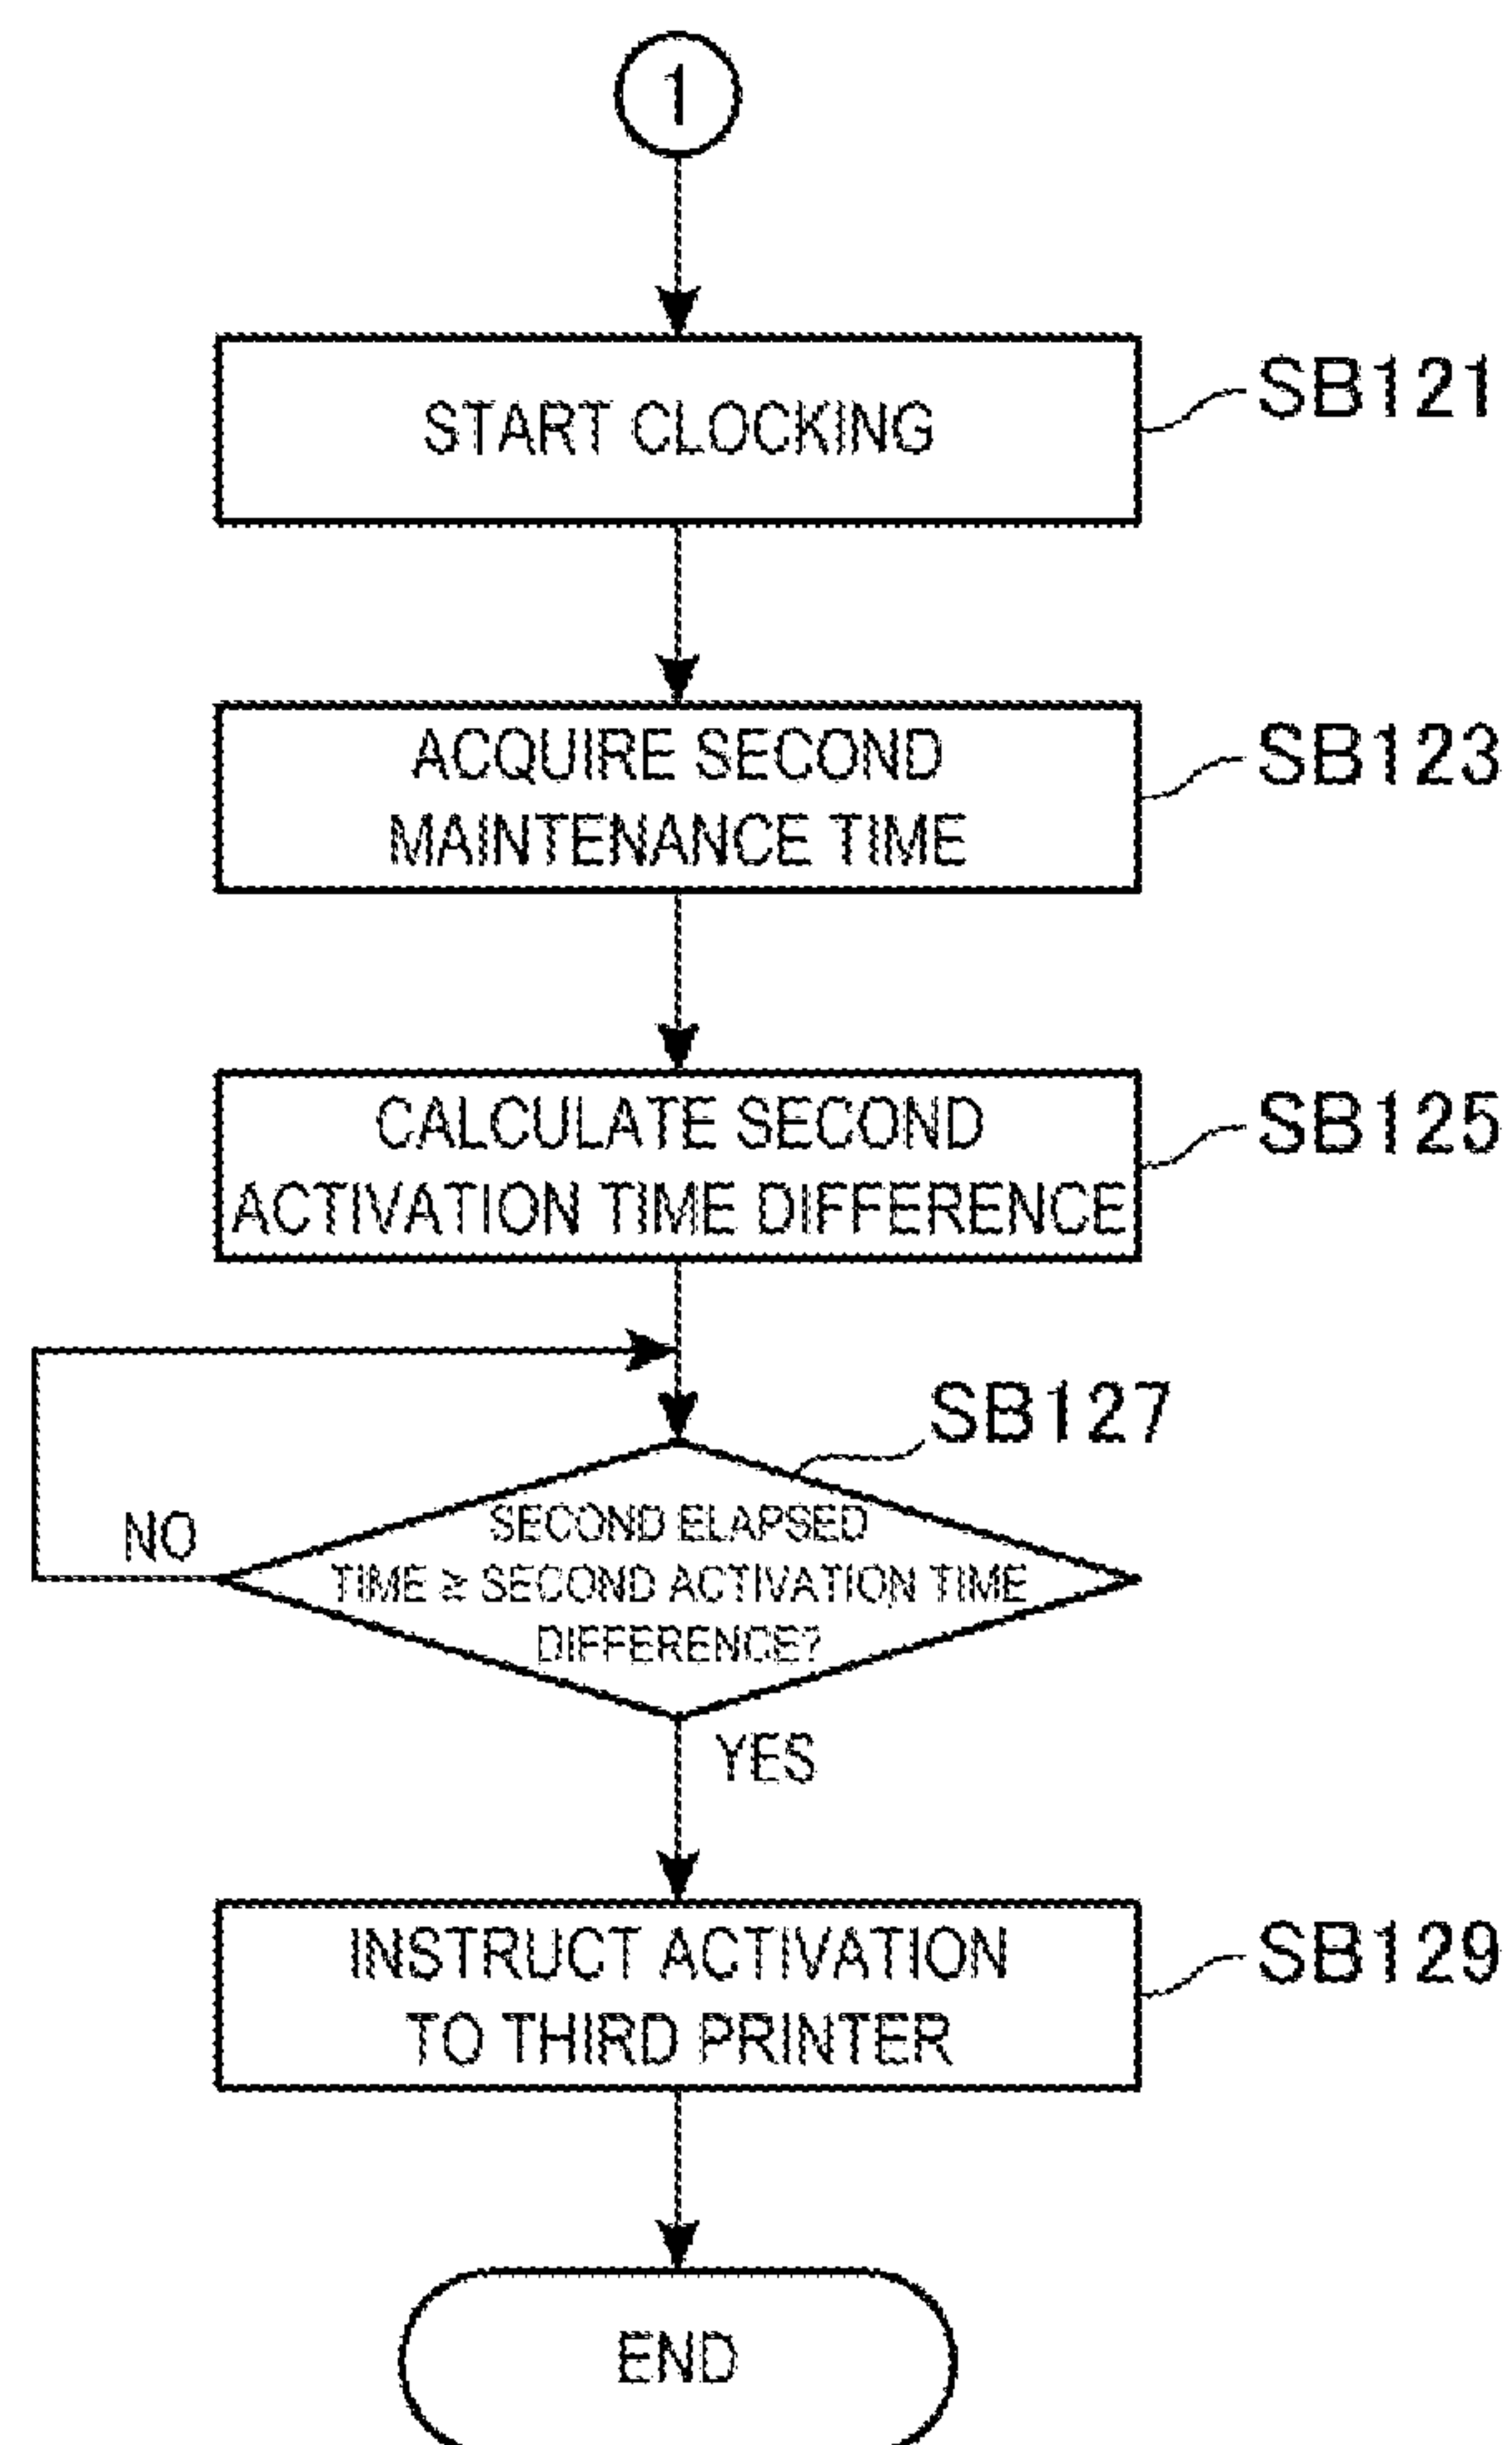 1
START CLOCKING
SB121
ACQUIRE SECOND
MAINTENANCE TIME
SB123
CALCULATE SECOND
ACTIVATION TIME DIFFERENCE
SB125
SB127
NO
SECOND ELAPSED
TIME ≥ SECOND ACTIVATION TIME
DIFFERENCE?
YES
INSTRUCT ACTIVATION
TO THIRD PRINTER
SB129
END